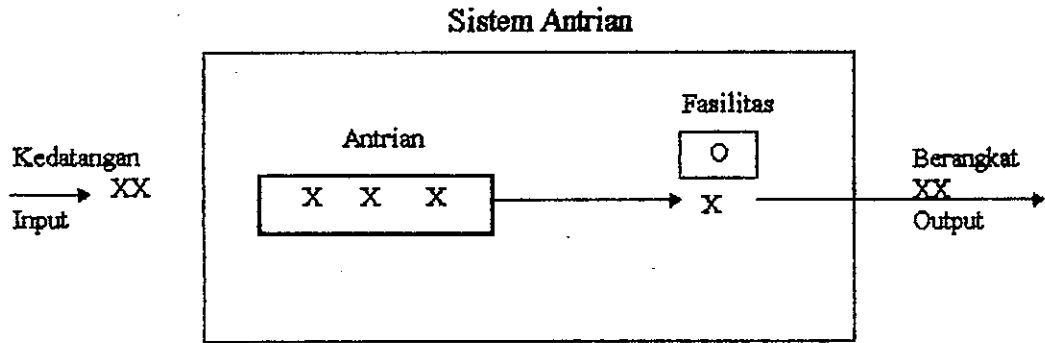 Sistem Antrian
Fasilitas
Antrian
O
Kedatangan
XX
Input
X X X
X
Berangkat
XX
Output